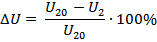 ΔU = (U₂₀ − U₂) / U₂₀ · 100%